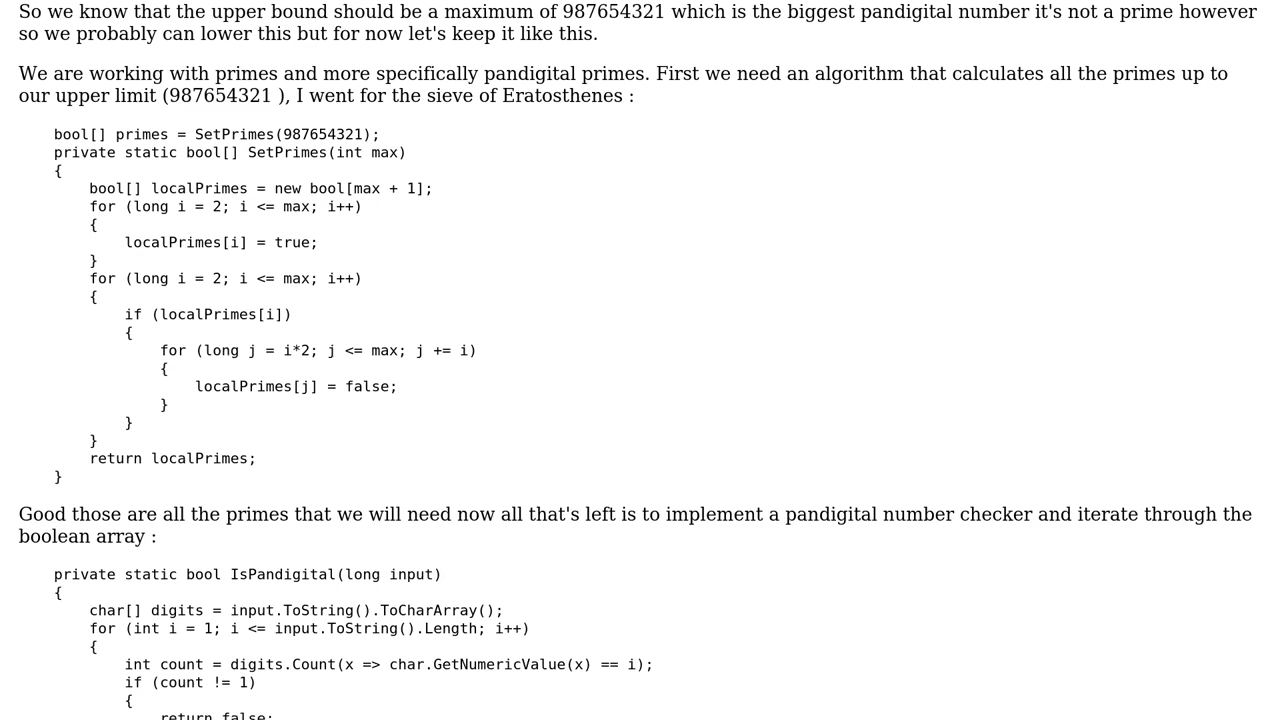 So we know that the upper bound should be a maximum of 987654321 which is the biggest pandigital number it's not a prime however
so we probably can lower this but for now let's keep it like this.
We are working with primes and more specifically pandigital primes. First we need an algorithm that calculates all the primes up to
our upper limit (987654321 ), I went for the sieve of Eratosthenes :
bool[] primes = SetPrimes(987654321);
private static bool[] SetPrimes(int max)
{
    bool[] localPrimes = new bool[max + 1];
    for (long i = 2; i <= max; i++)
    {
        localPrimes[i] = true;
    }
    for (long i = 2; i <= max; i++)
    {
        if (localPrimes[i])
        {
            for (long j = i*2; j <= max; j += i)
            {
                localPrimes[j] = false;
            }
        }
    }
    return localPrimes;
}
Good those are all the primes that we will need now all that's left is to implement a pandigital number checker and iterate through the
boolean array :
private static bool IsPandigital(long input)
{
    char[] digits = input.ToString().ToCharArray();
    for (int i = 1; i <= input.ToString().Length; i++)
    {
        int count = digits.Count(x => char.GetNumericValue(x) == i);
        if (count != 1)
        {
            return false;